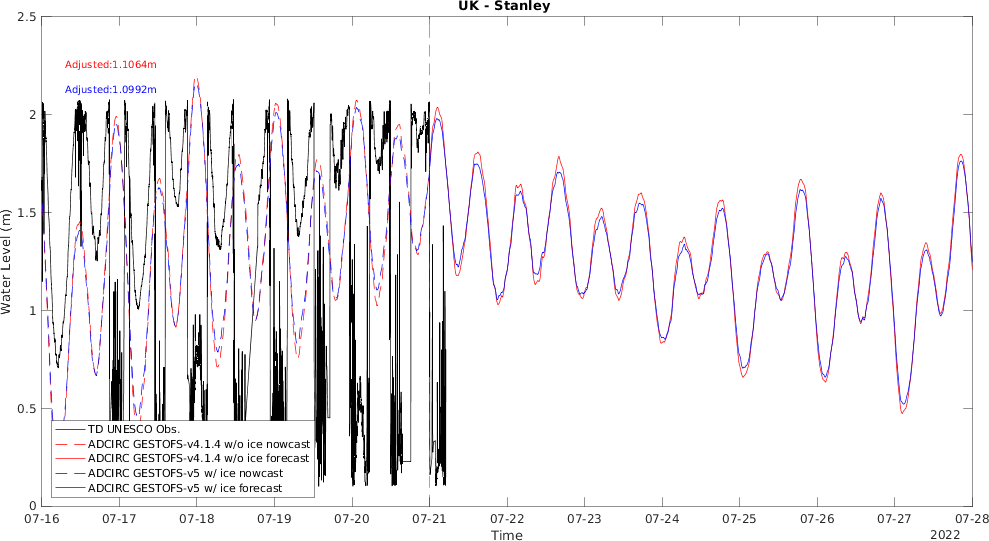 UK - Stanley
Adjusted:1.1064m
Adjusted:1.0992m
2.5
2
1.5
1
0.5
0
Water Level (m)
TD UNESCO Obs.
ADCIRC GESTOFS-v4.1.4 w/o ice nowcast
ADCIRC GESTOFS-v4.1.4 w/o ice forecast
ADCIRC GESTOFS-v5 w/ ice nowcast
ADCIRC GESTOFS-v5 w/ ice forecast
07-16 07-17 07-18 07-19 07-20 07-21 07-22 07-23 07-24 07-25 07-26 07-27 07-28
Time
2022